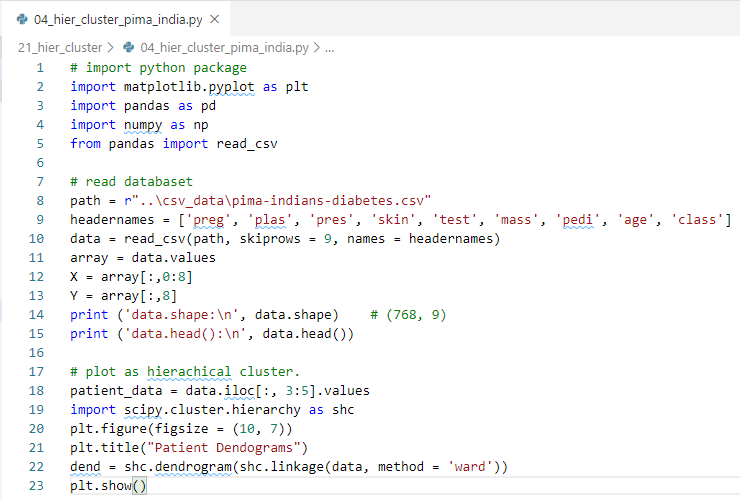 04_hier_cluster_pima_india.py ×
21_hier_cluster > 04_hier_cluster_pima_india.py > ...
1 # import python package
2 import matplotlib.pyplot as plt
3 import pandas as pd
4 import numpy as np
5 from pandas import read_csv
6
7 # read databaset
8 path = r"..\csv_data\pima-indians-diabetes.csv"
9 headernames = ['preg', 'plas', 'pres', 'skin', 'test', 'mass', 'pedi', 'age', 'class']
10 data = read_csv(path, skiprows = 9, names = headernames)
11 array = data.values
12 X = array[:,0:8]
13 Y = array[:,8]
14 print ('data.shape:\n', data.shape)    # (768, 9)
15 print ('data.head():\n', data.head())
16
17 # plot as hierachical cluster.
18 patient_data = data.iloc[:, 3:5].values
19 import scipy.cluster.hierarchy as shc
20 plt.figure(figsize = (10, 7))
21 plt.title("Patient Dendograms")
22 dend = shc.dendrogram(shc.linkage(data, method = 'ward'))
23 plt.show()